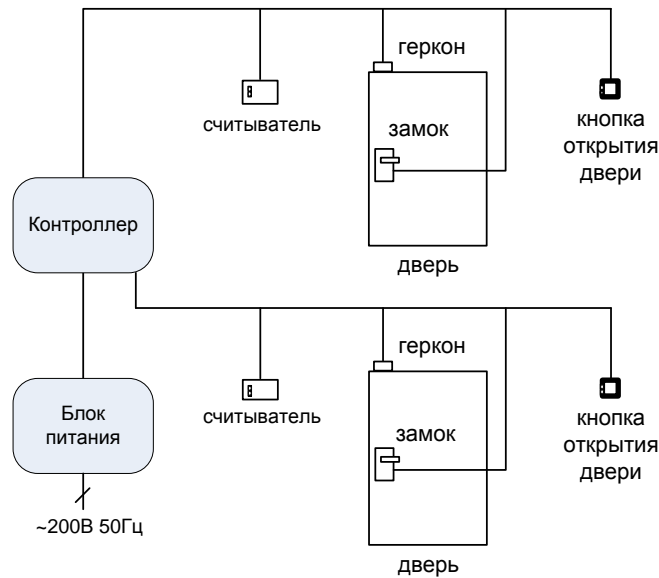 геркон
считыватель
замок
кнопка
открытия
двери
Контроллер
дверь
геркон
считыватель
замок
кнопка
открытия
двери
Блок
питания
~200В 50Гц
дверь